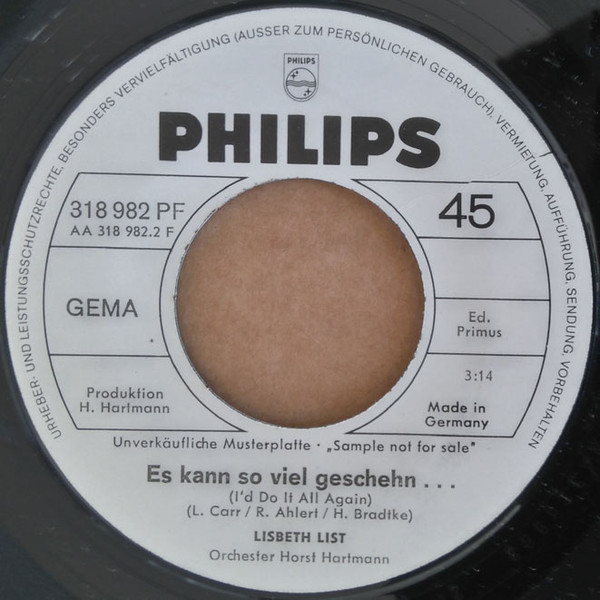 URHEBER- UND LEISTUNGSSCHUTZRECHTE, BESONDERS VERVIELFÄLTIGUNG (AUSSER ZUM PERSÖNLICHEN GEBRAUCH), VERMIETUNG, AUFFÜHRUNG, SENDUNG, VORBEHALTEN
PHILIPS
PHILIPS
318 982 PF
AA 318 982.2 F
45
GEMA
Ed.
Primus
3:14
Produktion
H. Hartmann
Made in
Germany
Unverkäufliche Musterplatte · „Sample not for sale"
Es kann so viel geschehn . . .
(I'd Do It All Again)
(L. Carr / R. Ahlert / H. Bradtke)
LISBETH LIST
Orchester Horst Hartmann